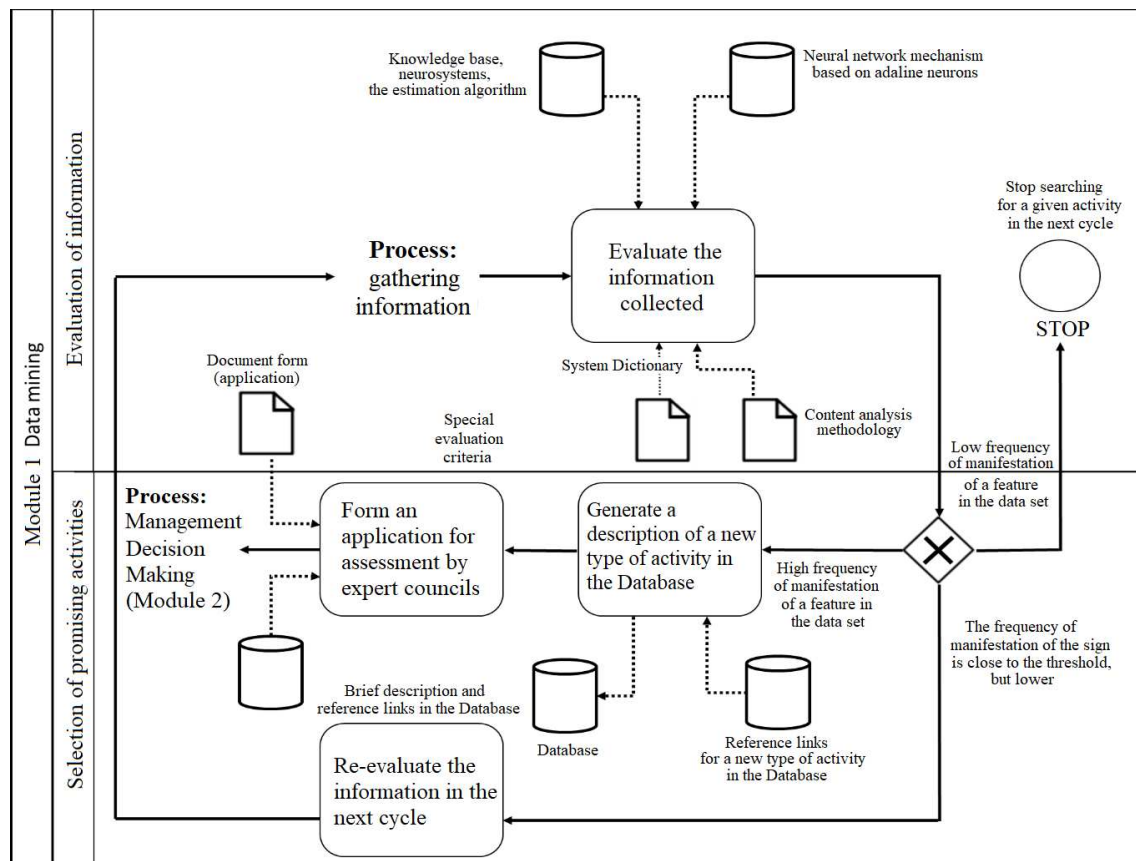 Module 1 Data mining
Evaluation of information
Selection of promising activities
Knowledge base,
neurosystems,
the estimation algorithm
Neural network mechanism
based on adaline neurons
Stop searching
for a given activity
in the next cycle
STOP
Process:
gathering
information
Evaluate the
information
collected
Document form
(application)
System Dictionary
Content analysis
methodology
Special
evaluation
criteria
Low frequency
of manifestation
of a feature
in the data set
Process:
Management
Decision
Making
(Module 2)
Form an
application for
assessment by
expert councils
Generate a
description of a new
type of activity in
the Database
High frequency
of manifestation
of a feature in
the data set
The frequency of
manifestation of the sign
is close to the threshold,
but lower
Brief description and
reference links in the Database
Database
Reference links
for a new type of activity
in the Database
Re-evaluate the
information in the
next cycle